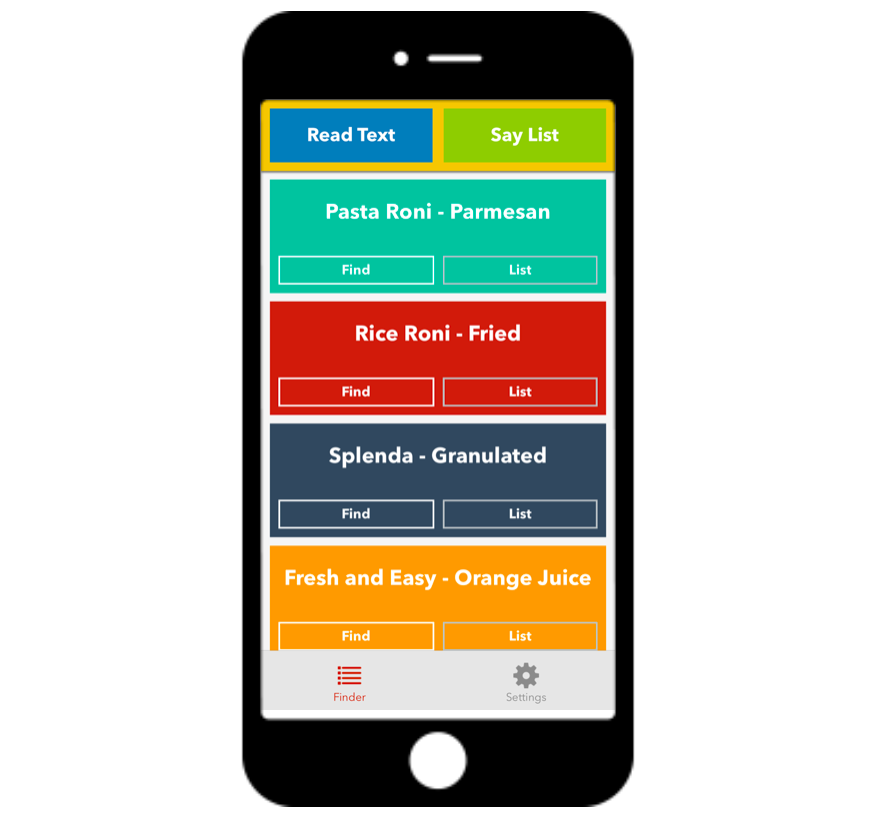 Read Text
Say List
Pasta Roni - Parmesan
Find
List
Rice Roni - Fried
Find
List
Splenda - Granulated
Find
List
Fresh and Easy - Orange Juice
Find
List
Finder
Settings